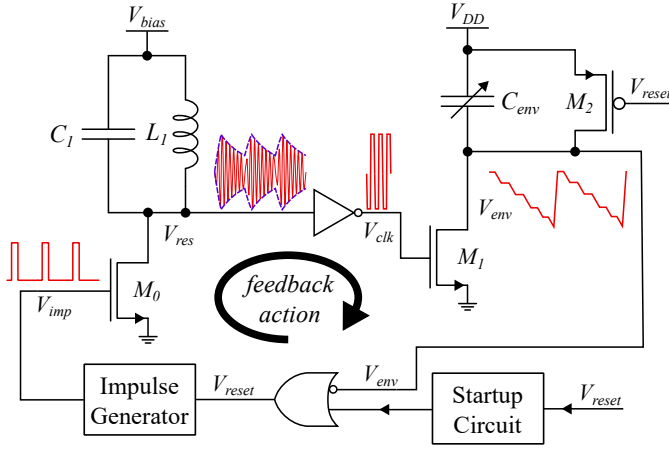 V_bias
V_DD
C_1
L_1
C_env
M_2
V_reset
V_res
V_clk
V_env
M_1
V_imp
M_0
feedback
action
Impulse
Generator
V_reset
V_env
Startup
Circuit
V_reset